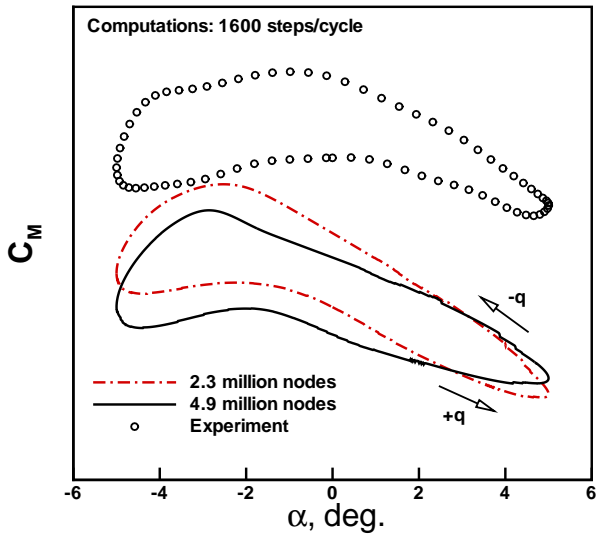 Computations: 1600 steps/cycle
C_M
-q
2.3 million nodes
4.9 million nodes
Experiment
+q
-6 -4 -2 0 2 4 6
α, deg.